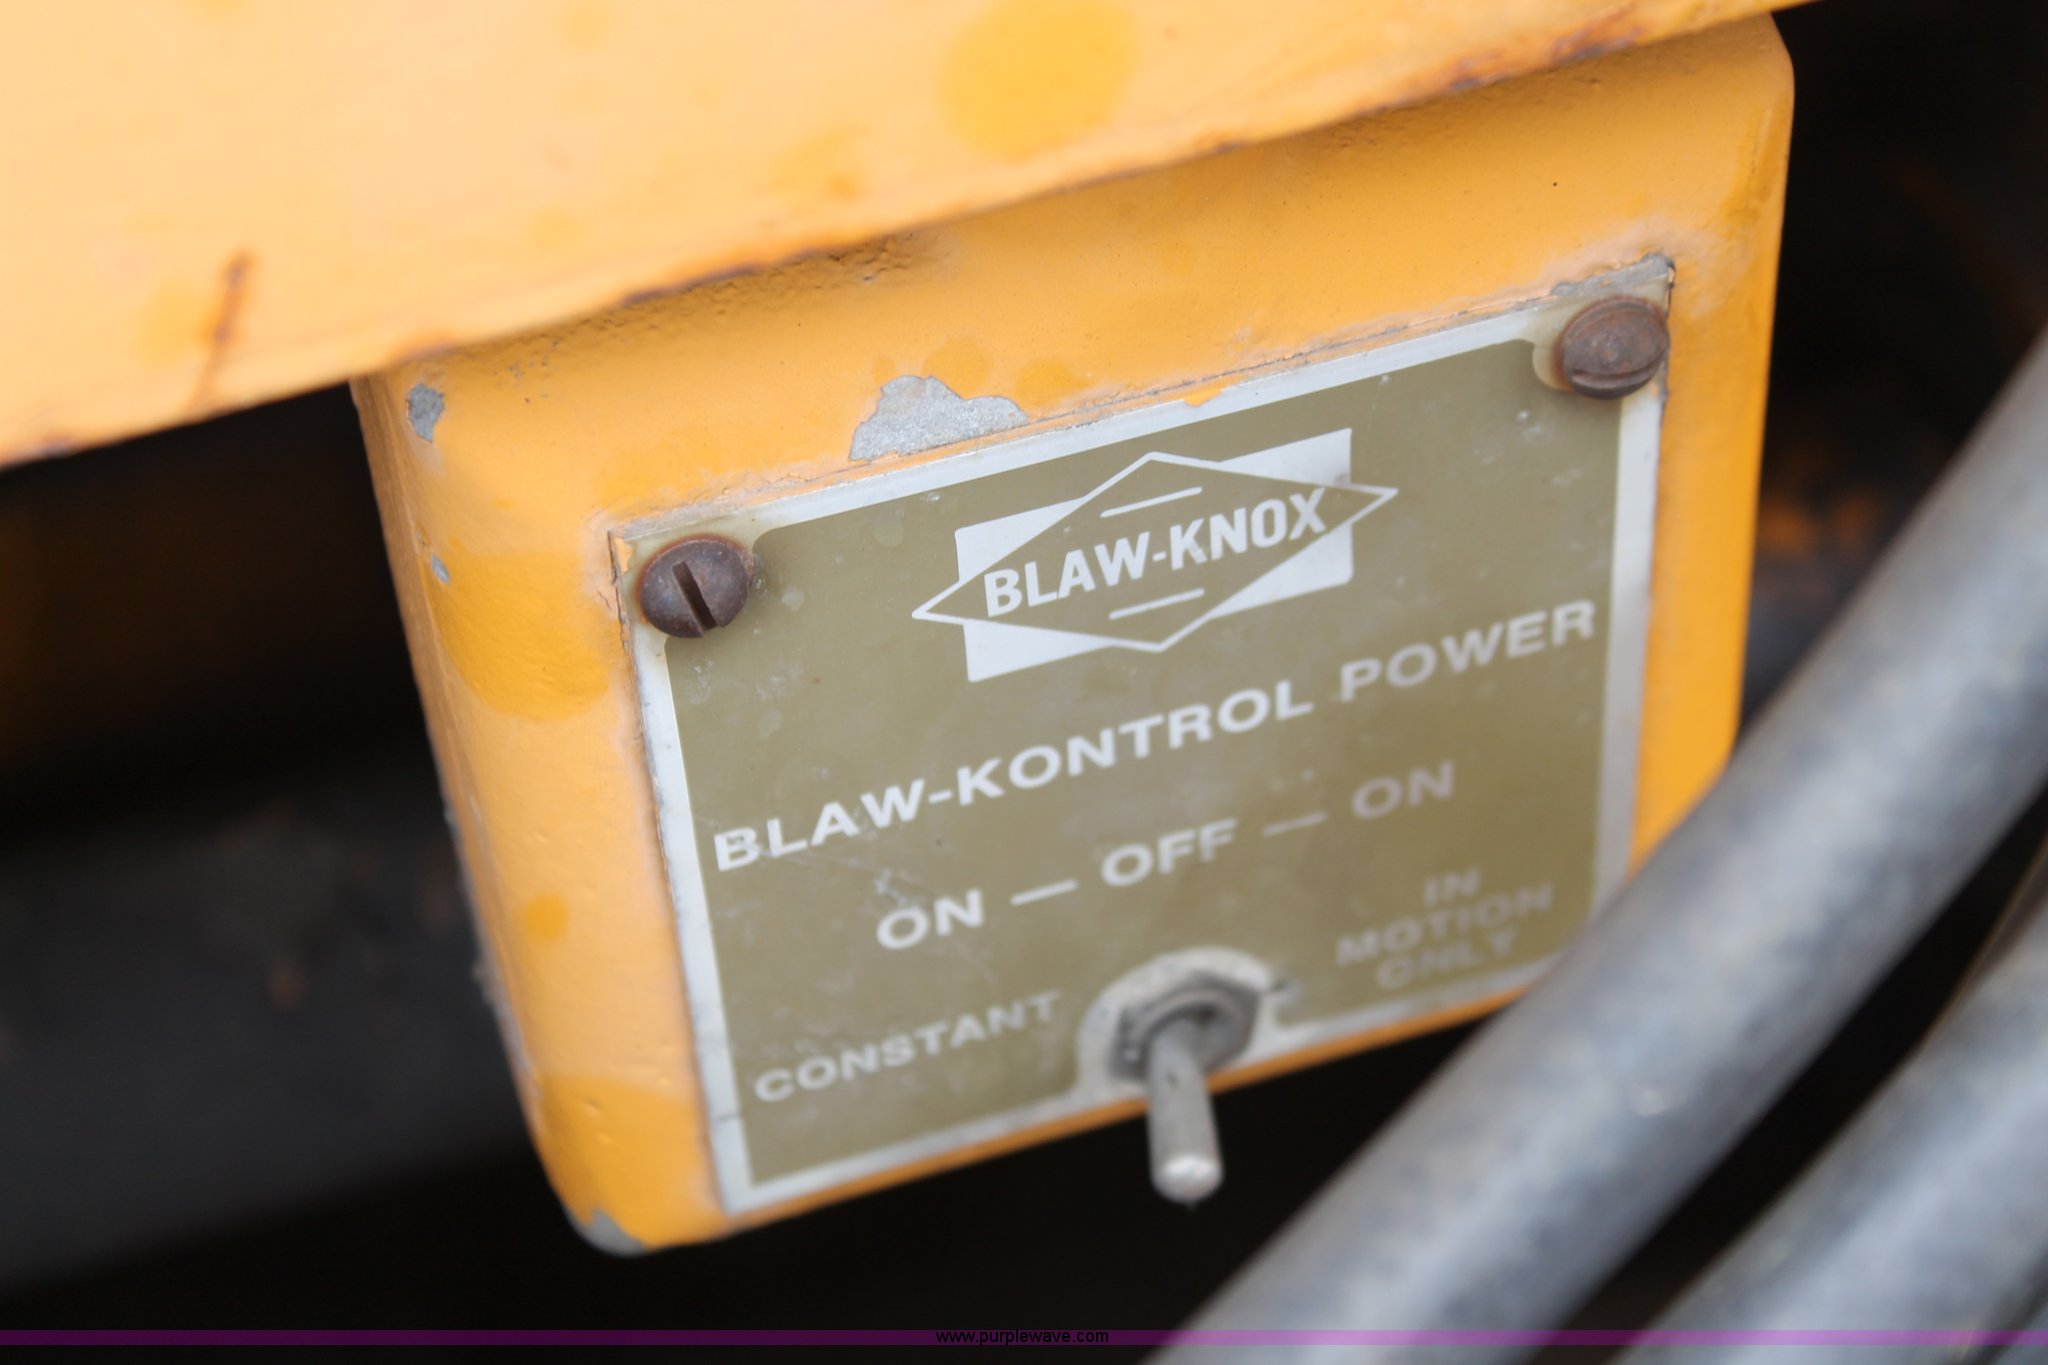 BLAW-KNOX
BLAW-KONTROL POWER
ON — OFF — ON
CONSTANT
IN
MOTION
ONLY
www.purplewave.com